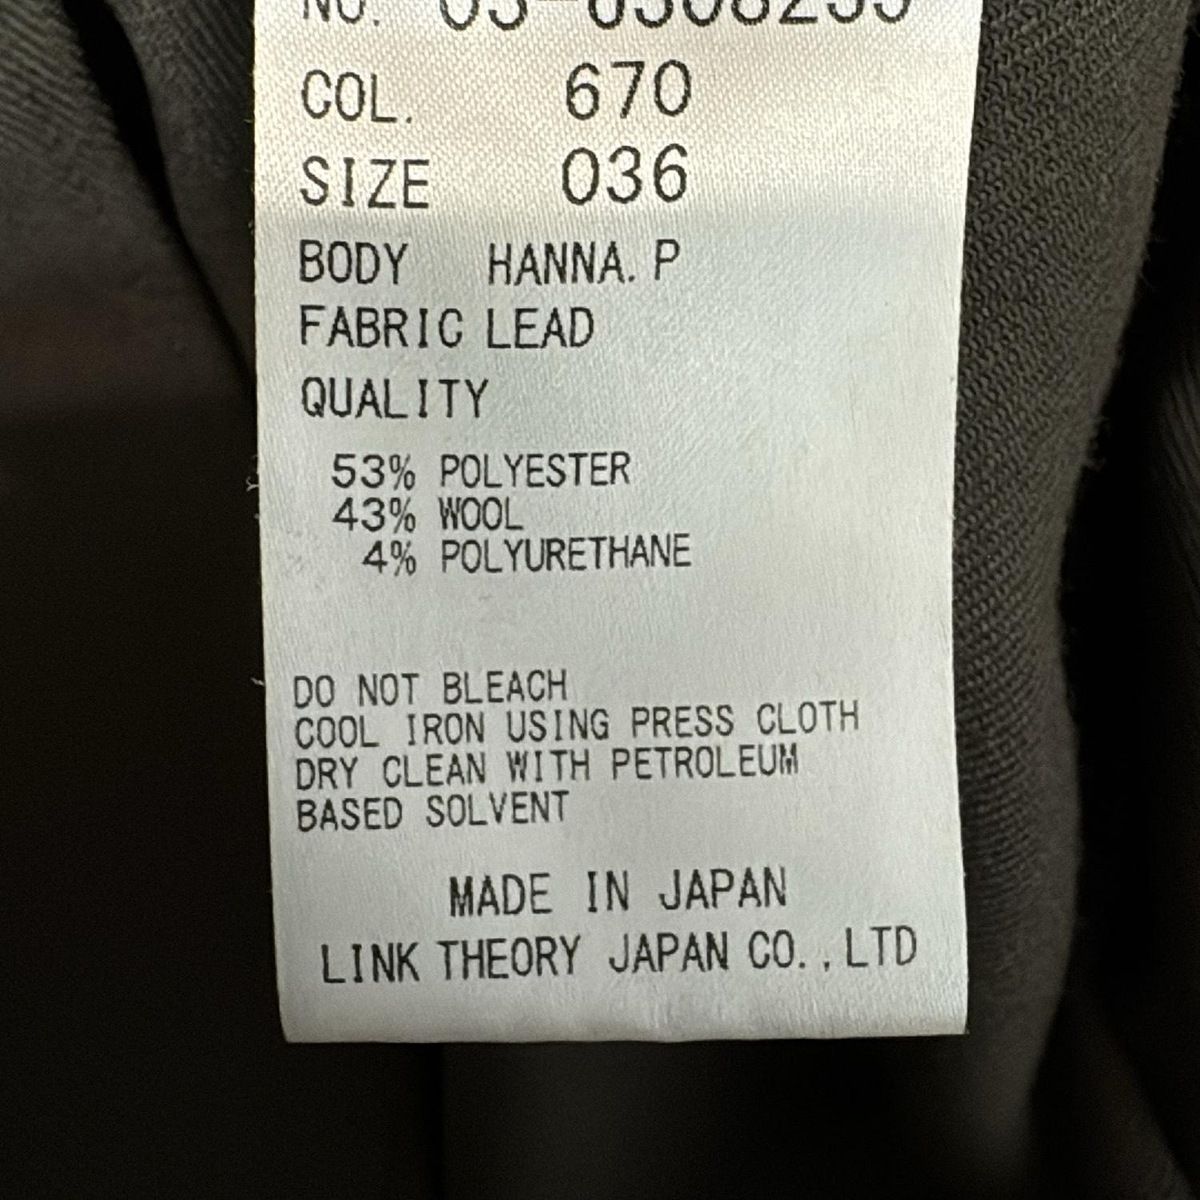 NO.
COL. 670
SIZE 036
BODY HANNA. P
FABRIC LEAD
QUALITY
53% POLYESTER
43% WOOL
4% POLYURETHANE
DO NOT BLEACH
COOL IRON USING PRESS CLOTH
DRY CLEAN WITH PETROLEUM
BASED SOLVENT
MADE IN JAPAN
LINK THEORY JAPAN CO.,LTD